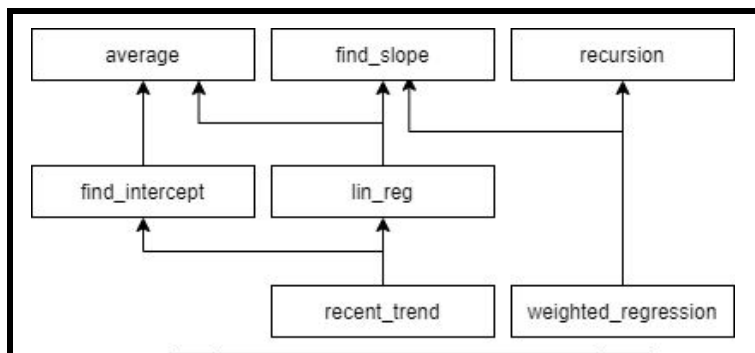 average
find_slope
recursion
find_intercept
lin_reg
recent_trend
weighted_regression